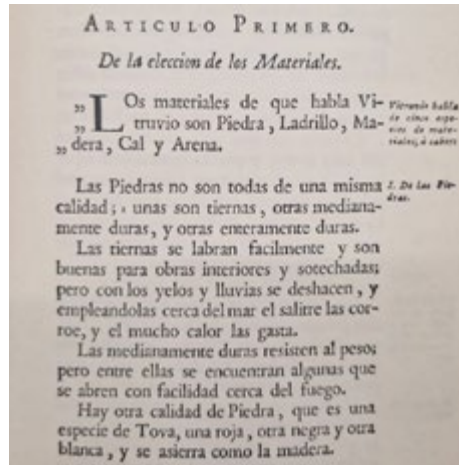 ARTICULO PRIMERO.
De la eleccion de los Materiales.
„ LOs materiales de que habla Vi-
„ truvio son Piedra, Ladrillo, Ma-
„ dera, Cal y Arena.
Vitruvio habla
de cinco espe-
cies de mate-
riales, á saber:
Las Piedras no son todas de una misma
calidad; unas son tiernas, otras mediana-
mente duras, y otras enteramente duras.
I. De las Pie-
dras.
Las tiernas se labran facilmente y son
buenas para obras interiores y sotechadas;
pero con los yelos y lluvias se deshacen, y
empleandolas cerca del mar el salitre las cor-
roe, y el mucho calor las gasta.
Las medianamente duras resisten al peso;
pero entre ellas se encuentran algunas que
se abren con facilidad cerca del fuego.
Hay otra calidad de Piedra, que es una
especie de Tova, una roja, otra negra y otra
blanca, y se asierra como la madera.